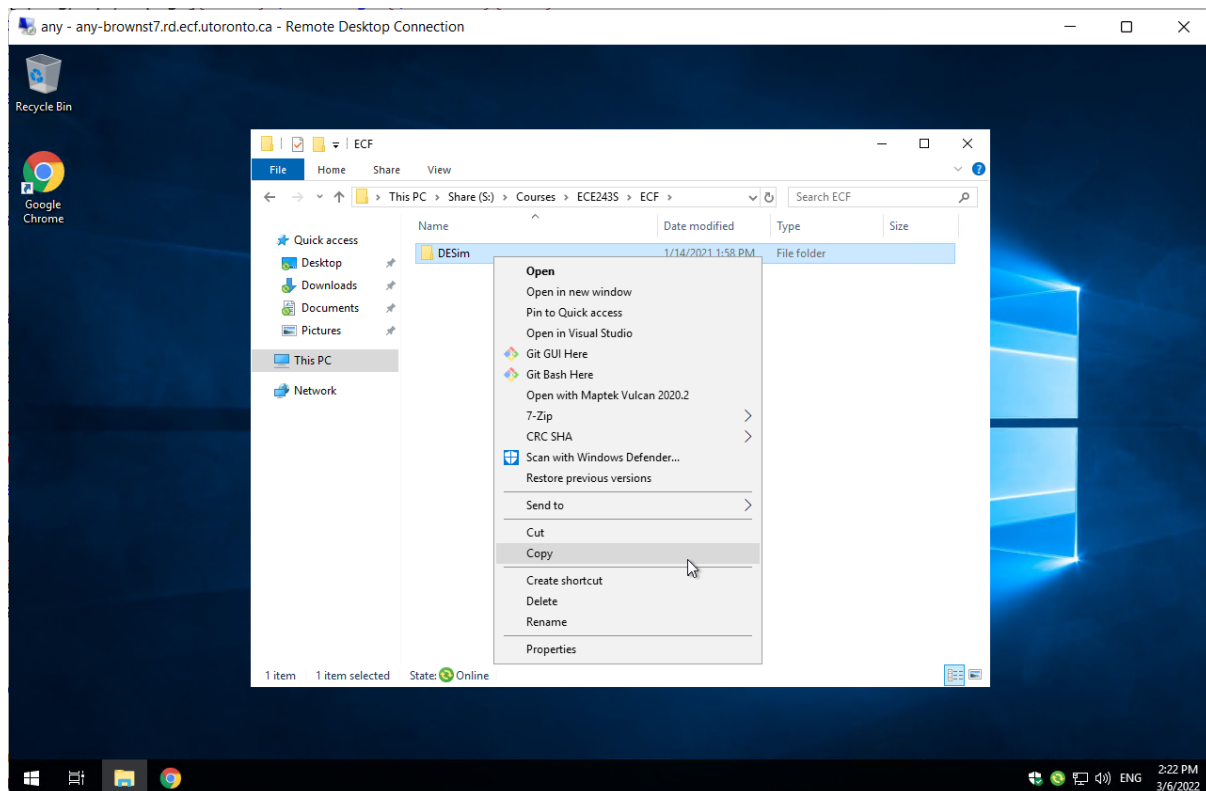 any - any-brownst7.rd.ecf.utoronto.ca - Remote Desktop Connection
Recycle Bin
Google
Chrome
ECF
File Home Share View
This PC > Share (S:) > Courses > ECE243S > ECF >
Search ECF
Name Date modified Type Size
Quick access
Desktop
Downloads
Documents
Pictures
This PC
Network
DESim 1/14/2021 1:58 PM File folder
Open
Open in new window
Pin to Quick access
Open in Visual Studio
Git GUI Here
Git Bash Here
Open with Maptek Vulcan 2020.2
7-Zip
CRC SHA
Scan with Windows Defender...
Restore previous versions
Send to
Cut
Copy
Create shortcut
Delete
Rename
Properties
1 item 1 item selected State: Online
ENG
2:22 PM
3/6/2022